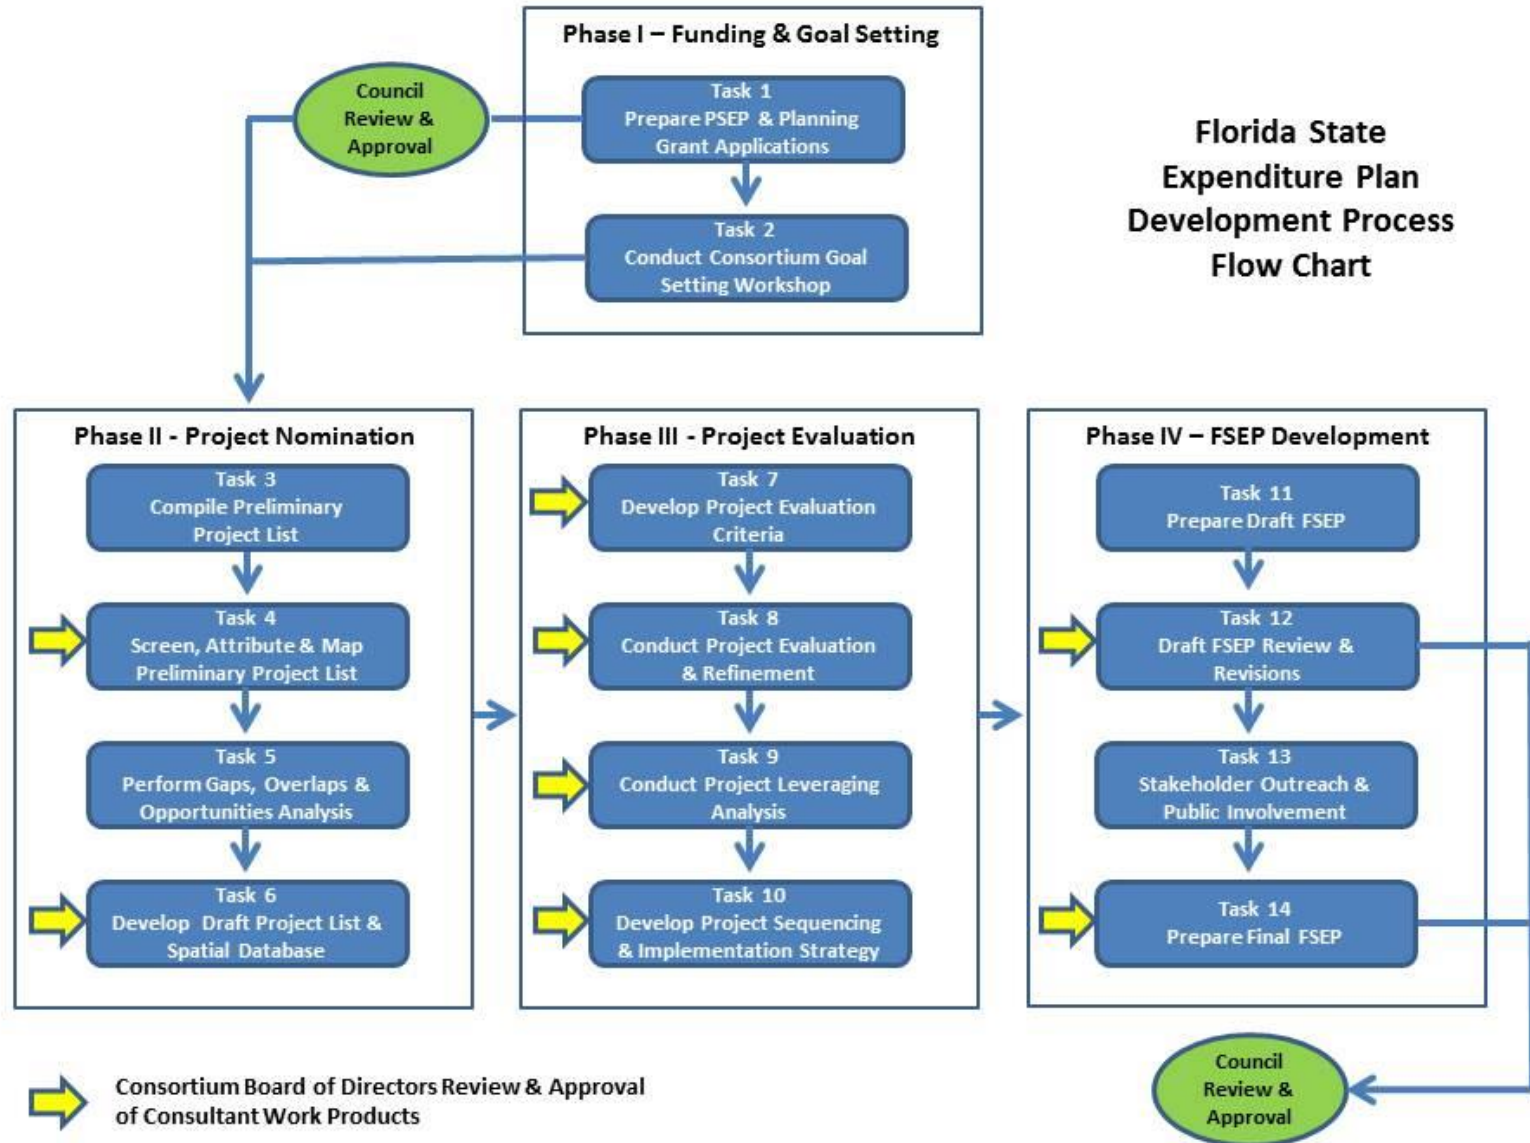 Phase I – Funding & Goal Setting
Council
Review &
Approval
Task 1
Prepare PSEP & Planning
Grant Applications
Task 2
Conduct Consortium Goal
Setting Workshop
Florida State
Expenditure Plan
Development Process
Flow Chart
Phase II - Project Nomination
Task 3
Compile Preliminary
Project List
Task 4
Screen, Attribute & Map
Preliminary Project List
Task 5
Perform Gaps, Overlaps &
Opportunities Analysis
Task 6
Develop Draft Project List &
Spatial Database
Phase III - Project Evaluation
Task 7
Develop Project Evaluation
Criteria
Task 8
Conduct Project Evaluation
& Refinement
Task 9
Conduct Project Leveraging
Analysis
Task 10
Develop Project Sequencing
& Implementation Strategy
Phase IV – FSEP Development
Task 11
Prepare Draft FSEP
Task 12
Draft FSEP Review &
Revisions
Task 13
Stakeholder Outreach &
Public Involvement
Task 14
Prepare Final FSEP
Council
Review &
Approval
Consortium Board of Directors Review & Approval
of Consultant Work Products